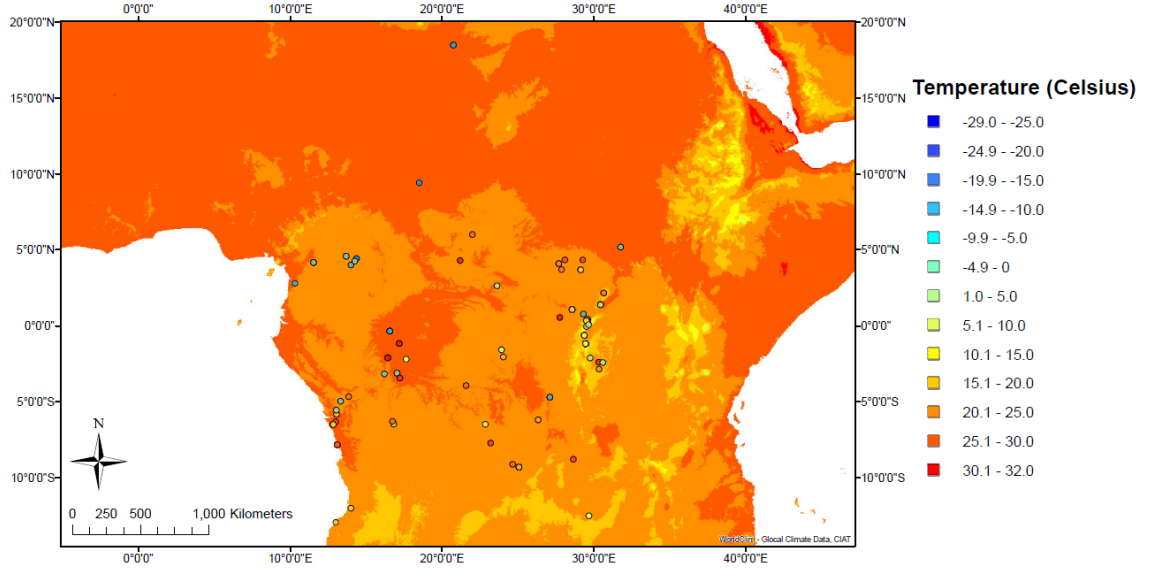 0°0'0" 10°0'0"E 20°0'0"E 30°0'0"E 40°0'0"E
20°0'0"N 20°0'0"N
15°0'0"N 15°0'0"N
Temperature (Celsius)
-29.0 - -25.0
-24.9 - -20.0
10°0'0"N 10°0'0"N
-19.9 - -15.0
-14.9 - -10.0
5°0'0"N 5°0'0"N
-9.9 - -5.0
-4.9 - 0
1.0 - 5.0
0°0'0" 0°0'0"
5.1 - 10.0
10.1 - 15.0
15.1 - 20.0
5°0'0"S 5°0'0"S
20.1 - 25.0
N
25.1 - 30.0
10°0'0"S 10°0'0"S
30.1 - 32.0
0 250 500 1,000 Kilometers
WorldClim - Glocal Climate Data, CIAT
0°0'0" 10°0'0"E 20°0'0"E 30°0'0"E 40°0'0"E